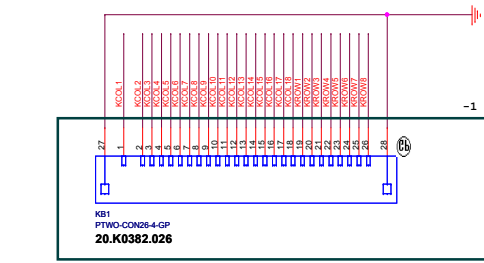 KCOL1
KCOL2
KCOL3
KCOL4
KCOL5
KCOL6
KCOL7
KCOL8
KCOL9
KCOL10
KCOL11
KCOL12
KCOL13
KCOL14
KCOL15
KCOL16
KCOL17
KCOL18
KROW1
KROW2
KROW3
KROW4
KROW5
KROW6
KROW7
KROW8
-1
27
1
2
3
4
5
6
7
8
9
10
11
12
13
14
15
16
17
18
19
20
21
22
23
24
25
26
28
KB1
PTWO-CON26-4-GP
20.K0382.026